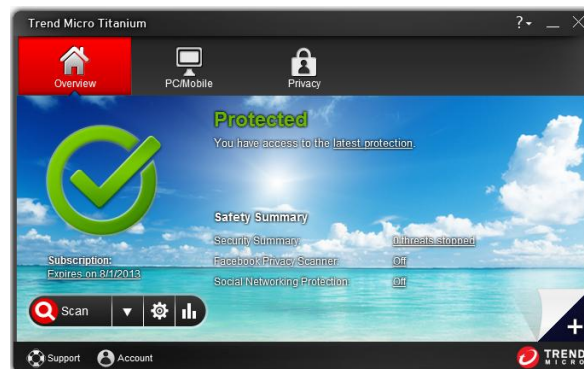 Trend Micro Titanium
?
Overview
PC/Mobile
Privacy
Protected
You have access to the latest protection.
Safety Summary
Security Summary 0 threats stopped
Facebook Privacy Scanner Off
Social Networking Protection Off
Subscription:
Expires on 8/1/2013
Scan
Support
Account
TREND
MICRO